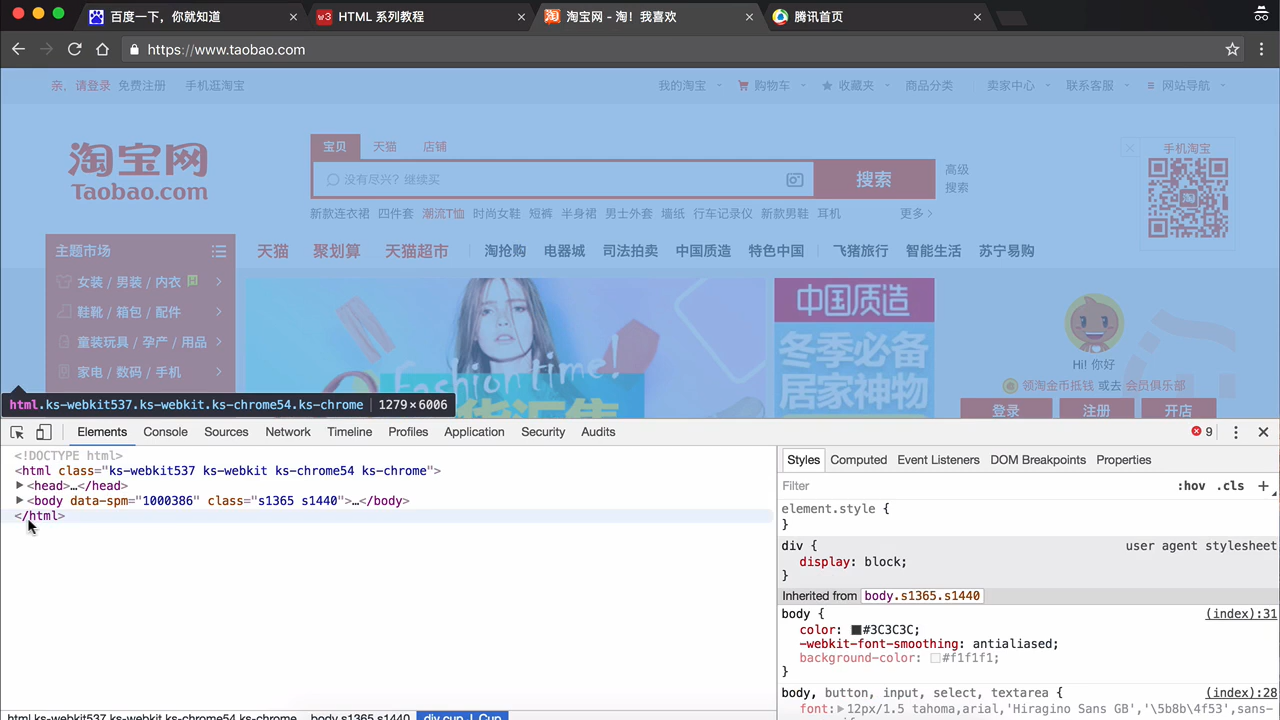 百度一下，你就知道
HTML 系列教程
淘宝网 - 淘！我喜欢
腾讯首页
https://www.taobao.com
亲，请登录 免费注册 手机逛淘宝
我的淘宝 购物车 收藏夹 商品分类 卖家中心 联系客服 网站导航
宝贝 天猫 店铺
手机淘宝
淘宝网
Taobao.com
没有尽兴？继续买
搜索
高级
搜索
新款连衣裙 四件套 潮流T恤 时尚女鞋 短裤 半身裙 男士外套 墙纸 行车记录仪 新款男鞋 耳机 更多
主题市场
天猫 聚划算 天猫超市 淘抢购 电器城 司法拍卖 中国质造 特色中国 飞猪旅行 智能生活 苏宁易购
女装 / 男装 / 内衣
鞋靴 / 箱包 / 配件
童装玩具 / 孕产 / 用品
家电 / 数码 / 手机
Fashion time!
中国质造
冬季必备
居家神物
Hi! 你好
领淘金币抵钱 或去 会员俱乐部
登录 注册 开店
html.ks-webkit537.ks-webkit.ks-chrome54.ks-chrome 1279×6006
Elements Console Sources Network Timeline Profiles Application Security Audits 9
<!DOCTYPE html>
<html class="ks-webkit537 ks-webkit ks-chrome54 ks-chrome">
<head>…</head>
<body data-spm="1000386" class="s1365 s1440">…</body>
</html>
Styles Computed Event Listeners DOM Breakpoints Properties
Filter :hov .cls +
element.style {
}
div { user agent stylesheet
display: block;
}
Inherited from body.s1365.s1440
body { (index):31
color: #3C3C3C;
-webkit-font-smoothing: antialiased;
background-color: #f1f1f1;
}
body, button, input, select, textarea { (index):28
font: 12px/1.5 tahoma,arial,'Hiragino Sans GB','\5b8b\4f53',sans-
html.ks-webkit537.ks-webkit.ks-chrome54.ks-chrome body.s1365.s1440 div.cup.J_Cup